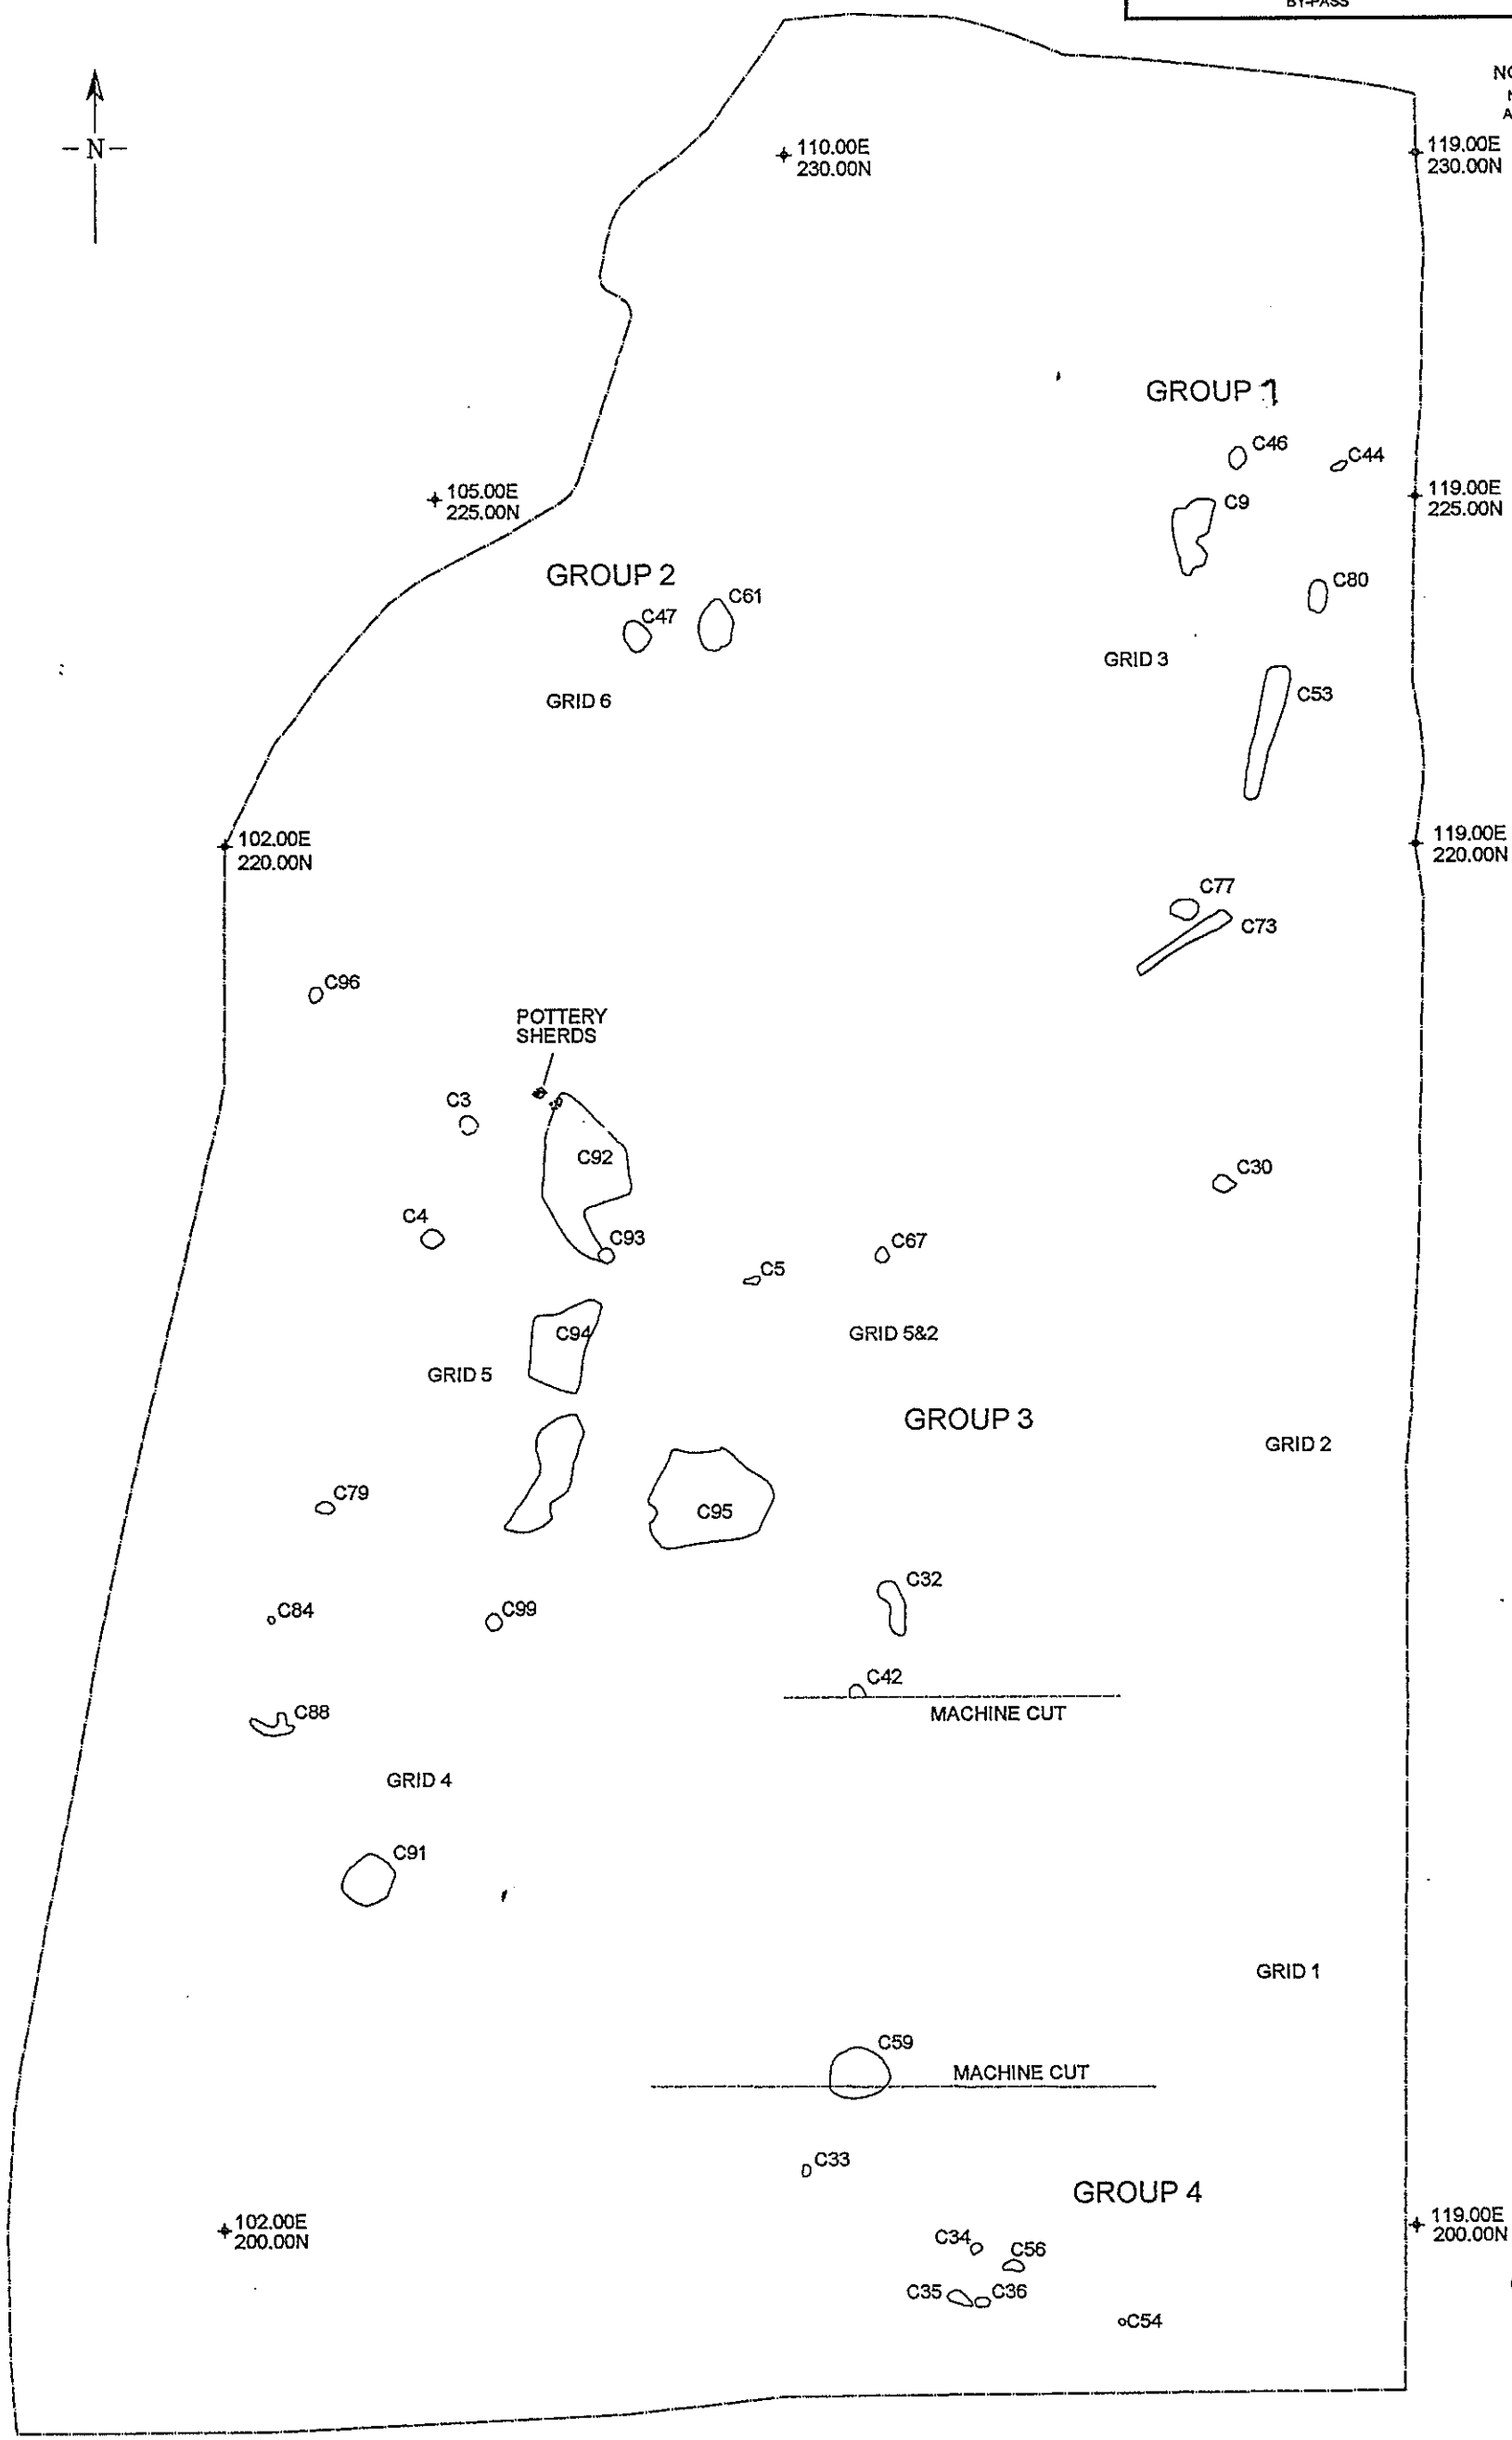 BY-PASS
N
110.00E
230.00N
119.00E
230.00N
GROUP 1
C46
C44
105.00E
225.00N
119.00E
225.00N
C9
GROUP 2
C80
C61
C47
GRID 3
GRID 6
C53
102.00E
220.00N
119.00E
220.00N
C77
C73
C96
POTTERY
SHERDS
C3
C92
C30
C4
C93
C67
C5
C94
GRID 5&2
GRID 5
GROUP 3
GRID 2
C79
C95
C32
C84
C99
C42
MACHINE CUT
C88
GRID 4
C91
GRID 1
C59
MACHINE CUT
C33
GROUP 4
102.00E
200.00N
119.00E
200.00N
C34
C56
C35
C36
C54